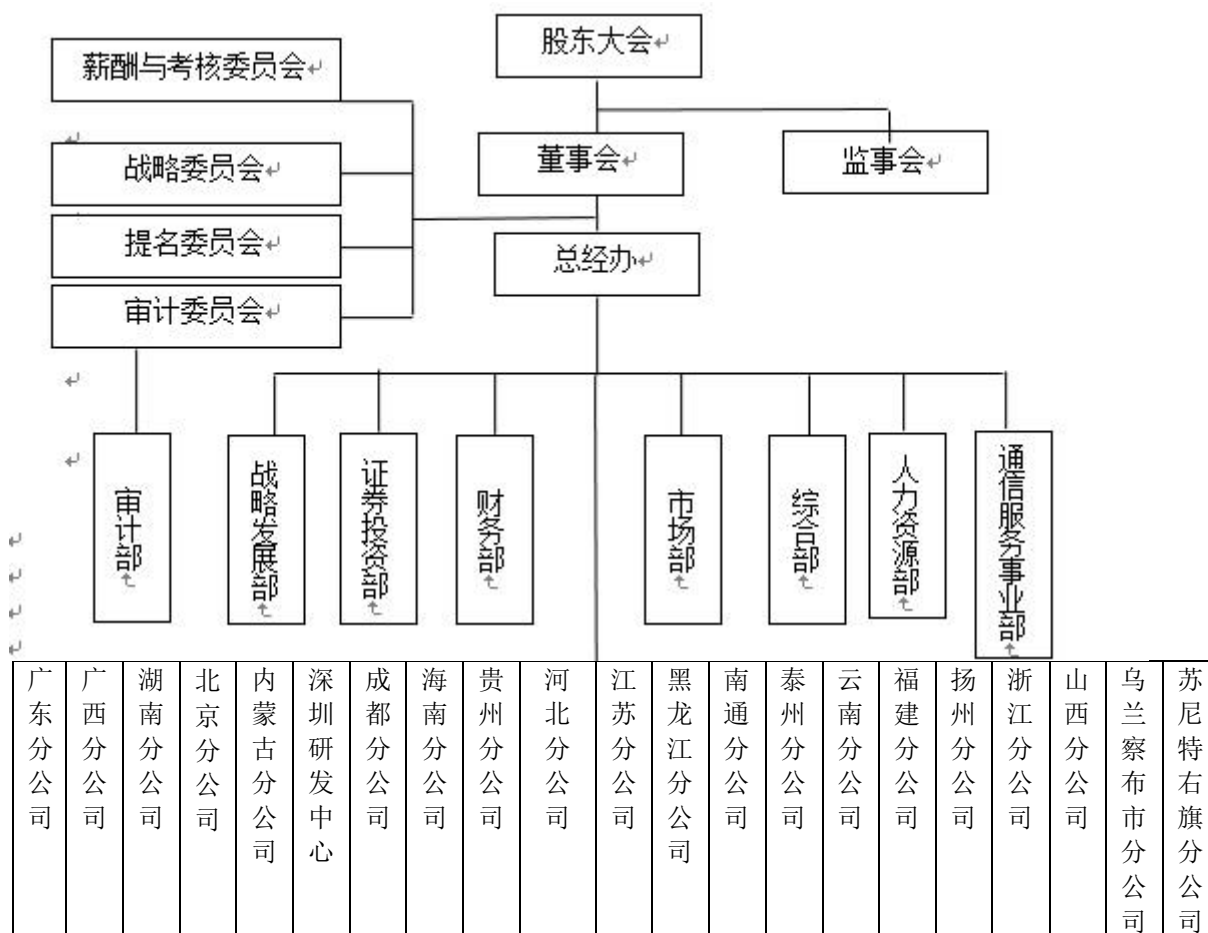 股东大会
薪酬与考核委员会
董事会
监事会
战略委员会
提名委员会
总经办
审计委员会
审计部
战略发展部
证券投资部
财务部
市场部
综合部
人力资源部
通信服务事业部
广东分公司
广西分公司
湖南分公司
北京分公司
内蒙古分公司
深圳研发中心
成都分公司
海南分公司
贵州分公司
河北分公司
江苏分公司
黑龙江分公司
南通分公司
泰州分公司
云南分公司
福建分公司
扬州分公司
浙江分公司
山西分公司
乌兰察布市分公司
苏尼特右旗分公司